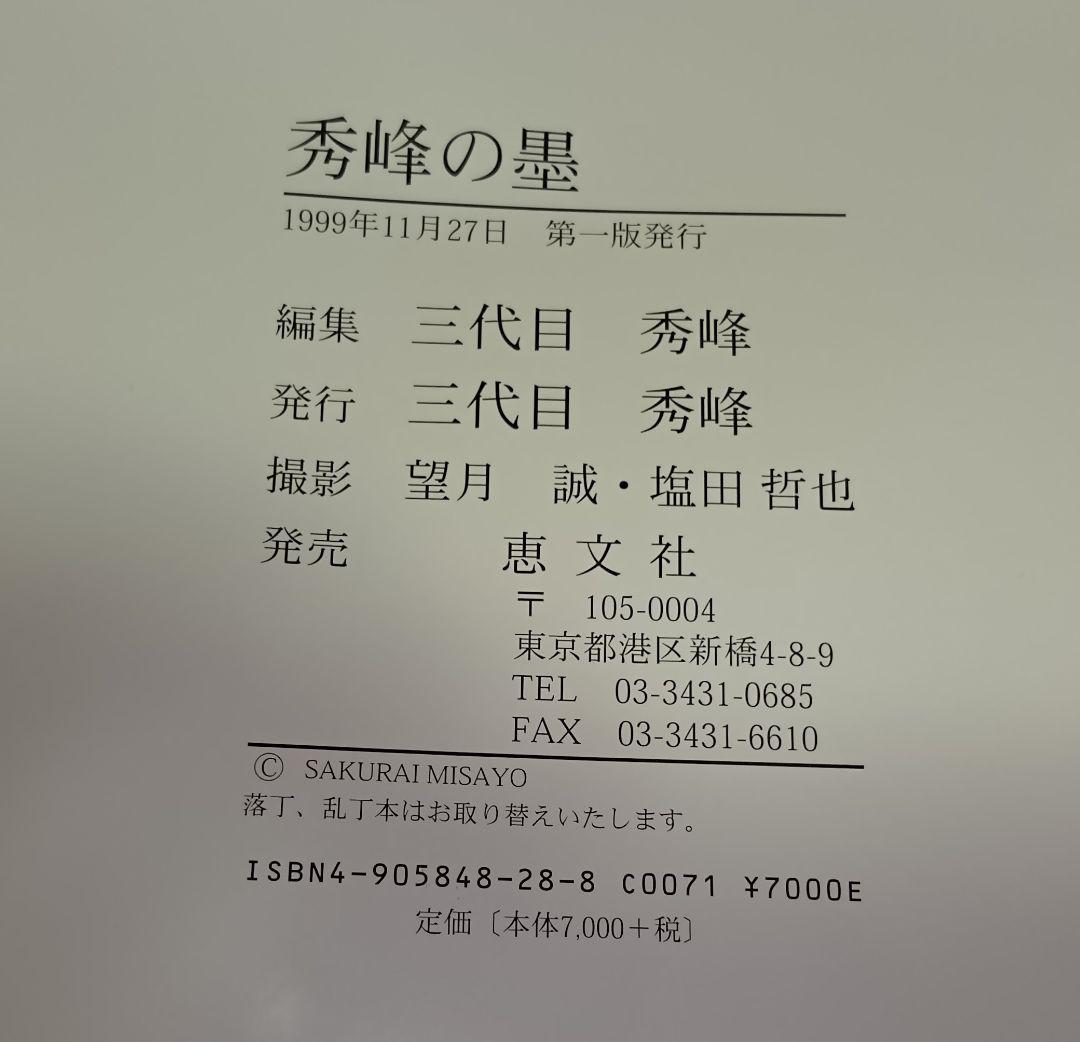 秀峰の墨
1999年11月27日　第一版発行
編集　三代目　秀峰
発行　三代目　秀峰
撮影　望月　誠・塩田 哲也
発売　恵 文 社
〒　105-0004
東京都港区新橋4-8-9
TEL　03-3431-0685
FAX　03-3431-6610
Ⓒ SAKURAI MISAYO
落丁、乱丁本はお取り替えいたします。
ISBN4-905848-28-8 C0071 ¥7000E
定価〔本体7,000＋税〕